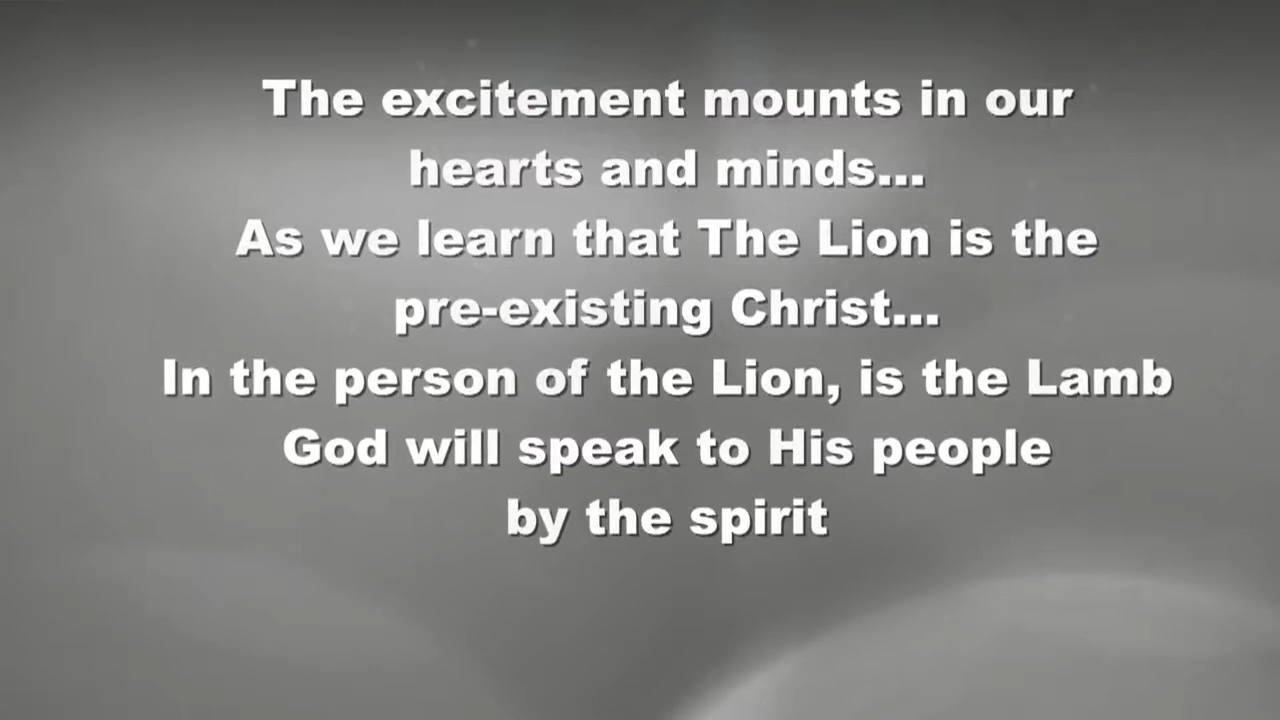 The excitement mounts in our
hearts and minds...
As we learn that The Lion is the
pre-existing Christ...
In the person of the Lion, is the Lamb
God will speak to His people
by the spirit